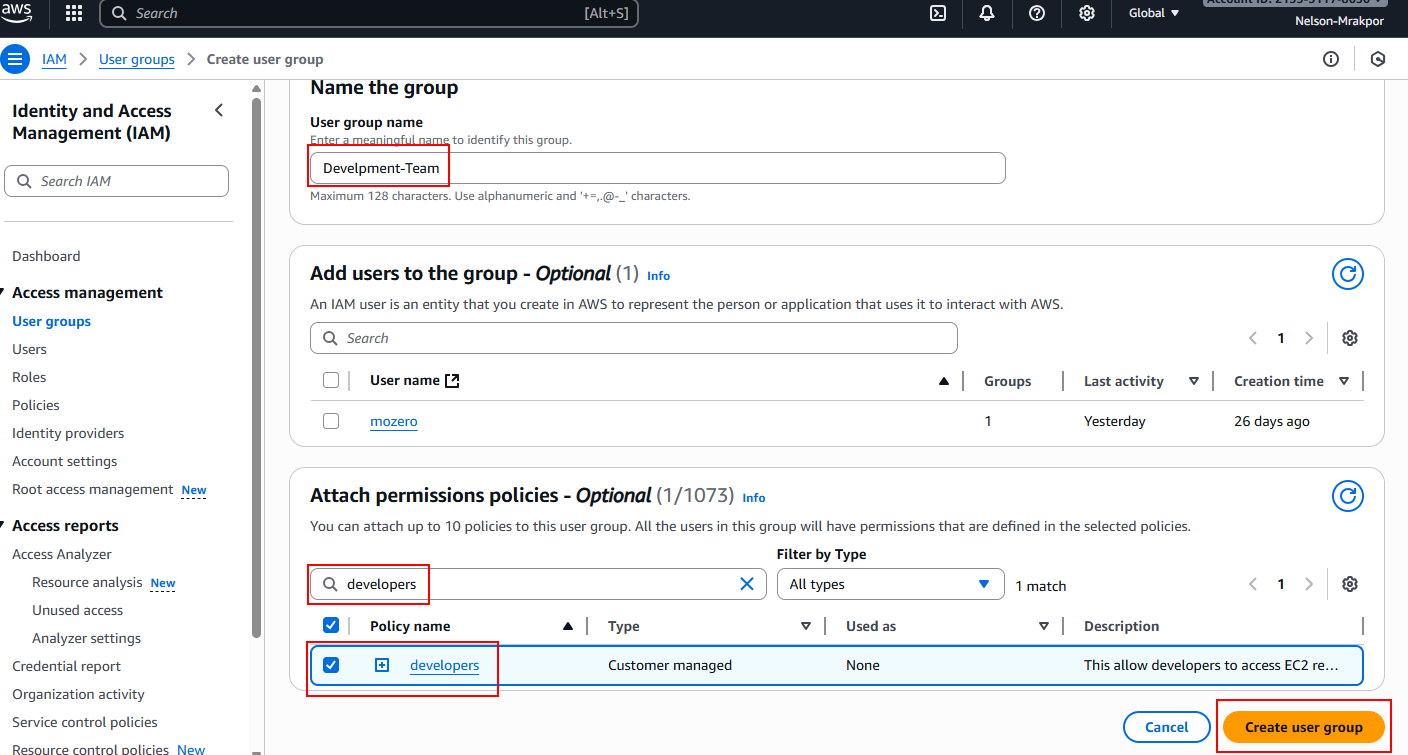 aws
Search [Alt+S]
Global
Nelson-Mrakpor
IAM > User groups > Create user group
Identity and Access
Management (IAM)
Search IAM
Dashboard
Access management
User groups
Users
Roles
Policies
Identity providers
Account settings
Root access management New
Access reports
Access Analyzer
Resource analysis New
Unused access
Analyzer settings
Credential report
Organization activity
Service control policies
Resource control policies New
Name the group
User group name
Enter a meaningful name to identify this group.
Develpment-Team
Maximum 128 characters. Use alphanumeric and '+=,.@-_' characters.
Add users to the group - Optional (1) Info
An IAM user is an entity that you create in AWS to represent the person or application that uses it to interact with AWS.
Search
1
User name Groups Last activity Creation time
mozero 1 Yesterday 26 days ago
Attach permissions policies - Optional (1/1073) Info
You can attach up to 10 policies to this user group. All the users in this group will have permissions that are defined in the selected policies.
Filter by Type
developers All types 1 match 1
Policy name Type Used as Description
developers Customer managed None This allow developers to access EC2 re...
Cancel Create user group